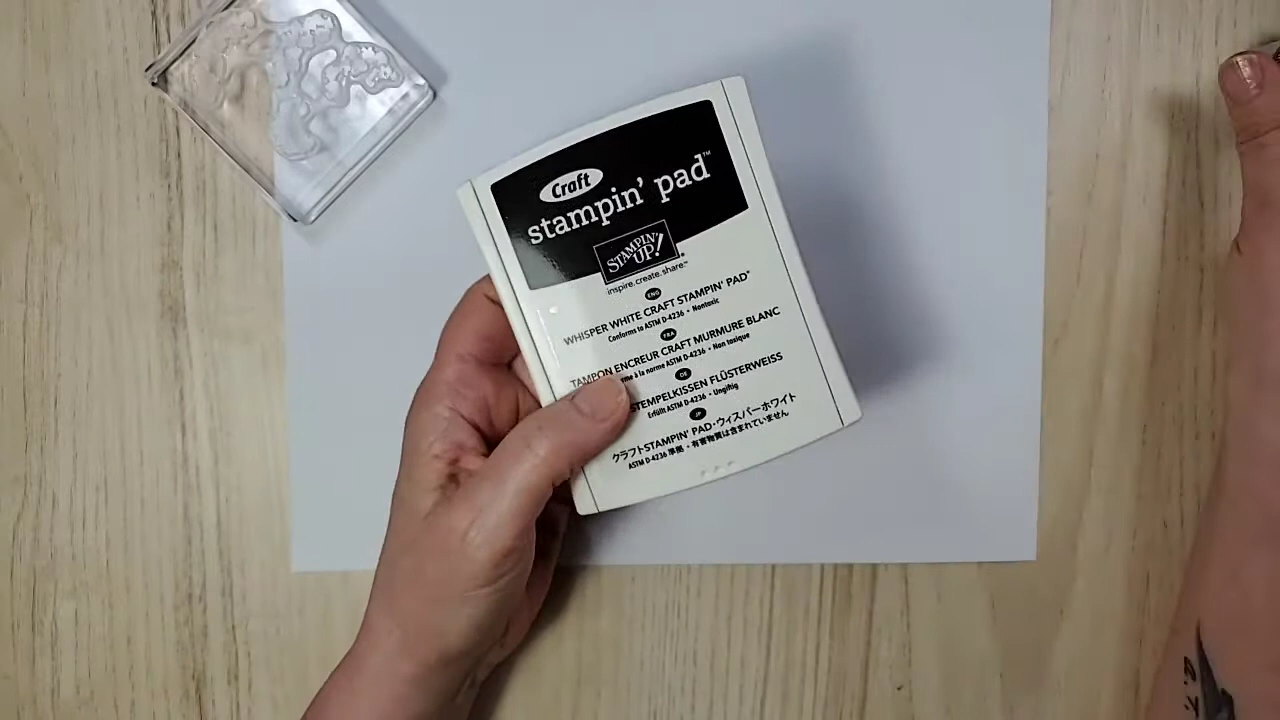 Craft
stampin' pad™
STAMPIN' UP!®
inspire.create.share.™
ENG
WHISPER WHITE CRAFT STAMPIN' PAD®
Conforms to ASTM D-4236 • Nontoxic
FRA
TAMPON ENCREUR CRAFT MURMURE BLANC
à la norme ASTM D-4236 • Non toxique
DE
STEMPELKISSEN FLÜSTERWEISS
Erfüllt ASTM D-4236 • Ungiftig
JP
クラフトSTAMPIN' PAD・ウィスパーホワイト
ASTM D-4236 準拠 • 有害物質は含まれていません